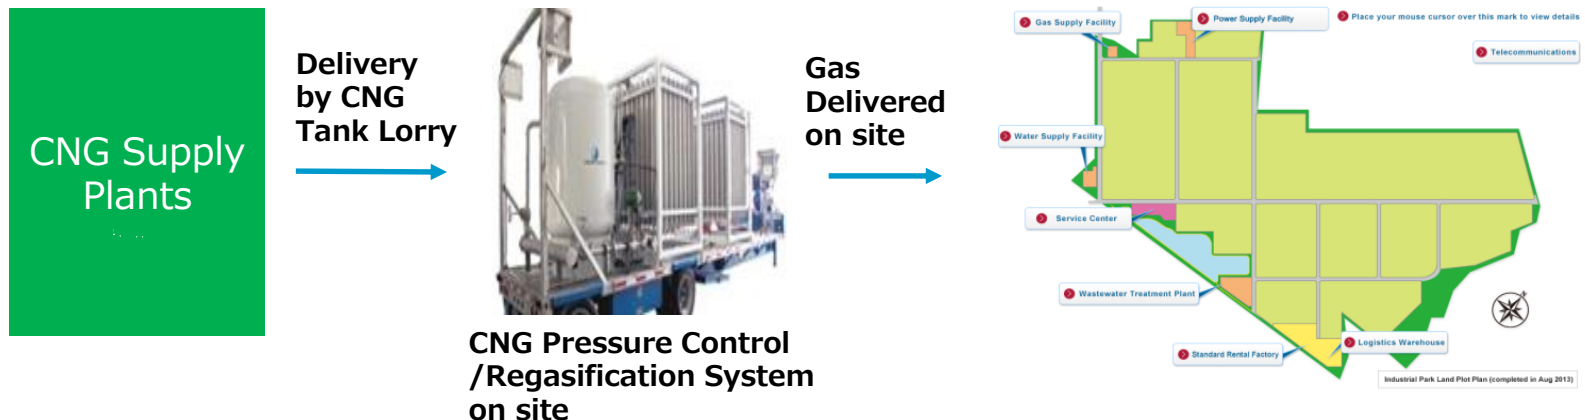 CNG Supply
Plants
Delivery
by CNG
Tank Lorry
CNG Pressure Control
/Regasification System
on site
Gas
Delivered
on site
Gas Supply Facility
Power Supply Facility
Place your mouse cursor over this mark to view details
Telecommunications
Water Supply Facility
Service Center
Wastewater Treatment Plant
Standard Rental Factory
Logistics Warehouse
Industrial Park Land Plot Plan (completed in Aug 2013)